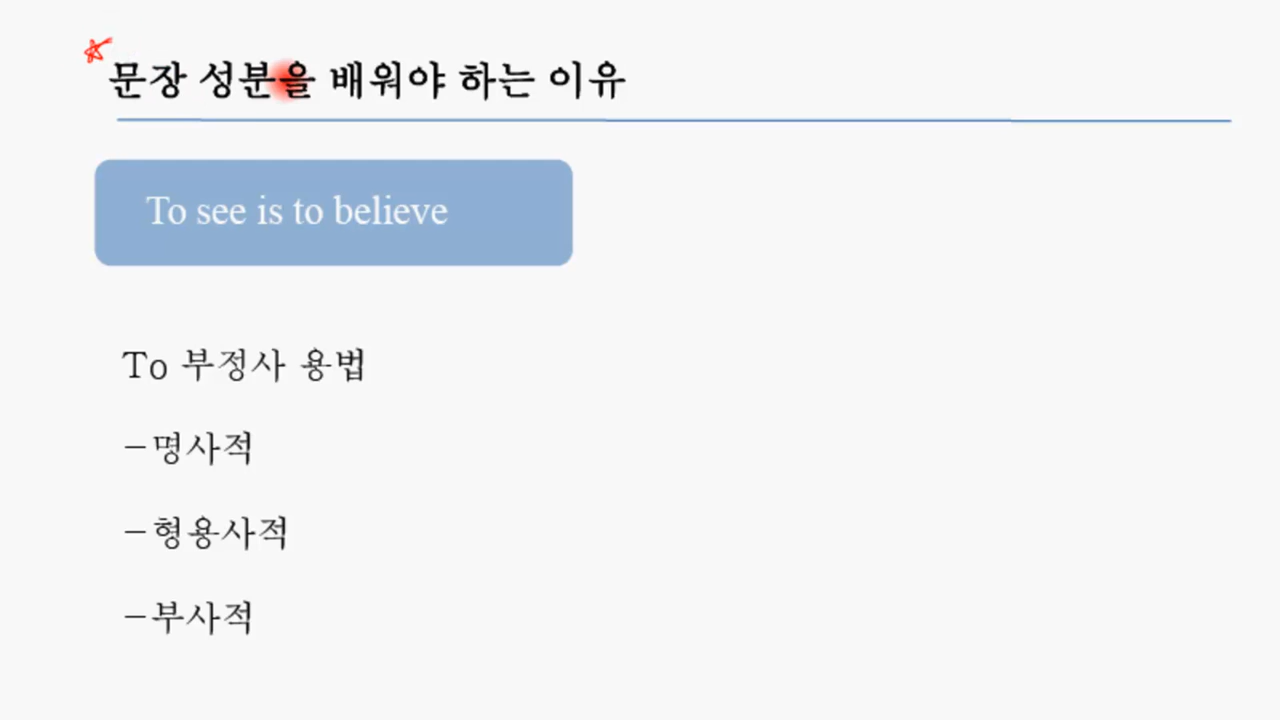 문장 성분을 배워야 하는 이유
To see is to believe
To 부정사 용법
-명사적
-형용사적
-부사적